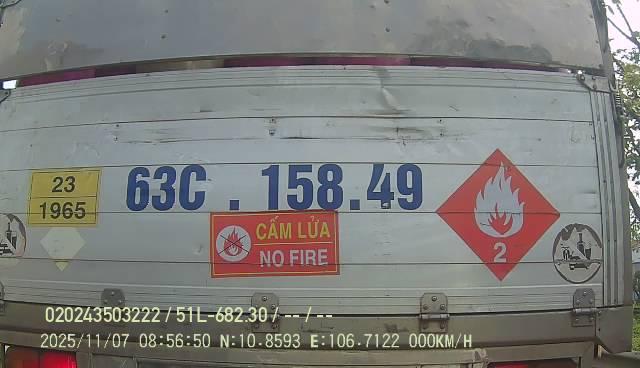 23
1965
63C . 158.49
CẤM LỬA
NO FIRE
2
020243503222 / 51L-682.30 / -- / --
2025/11/07 08:56:50 N:10.8593 E:106.7122 000KM/H